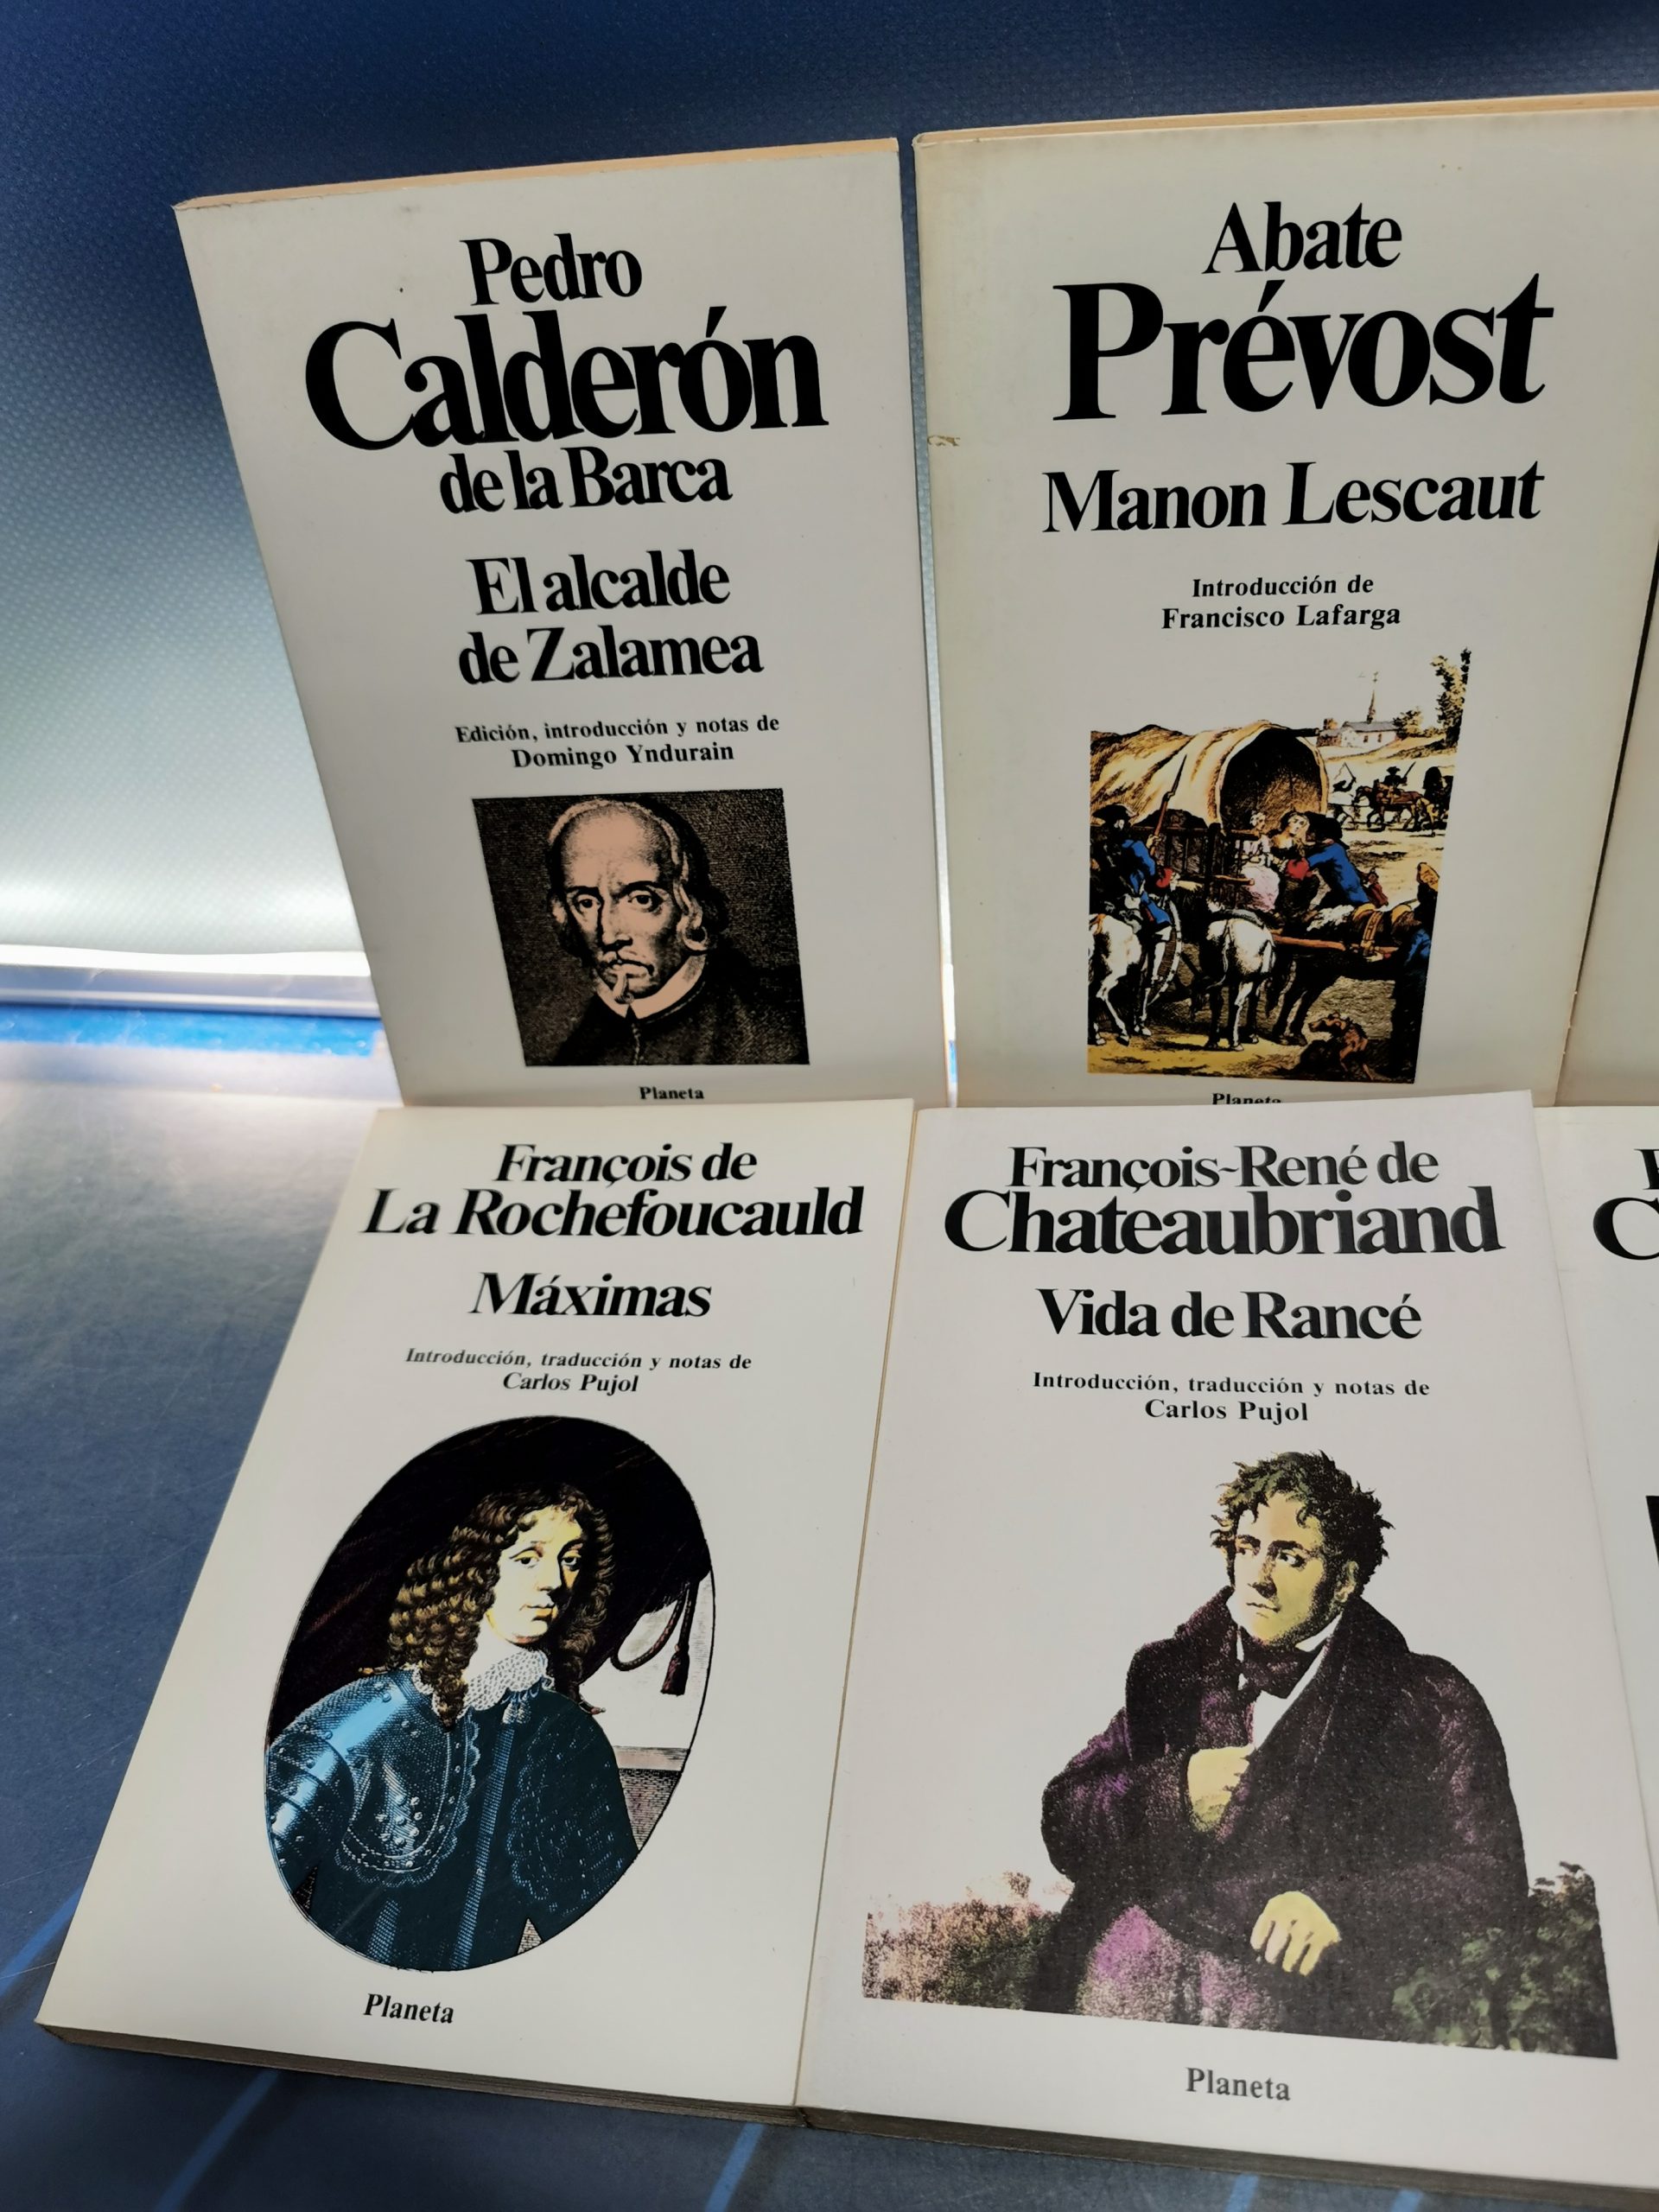 Pedro
Calderón
de la Barca
El alcalde
de Zalamea
Edición, introducción y notas de
Domingo Yndurain
Planeta
Abate
Prévost
Manon Lescaut
Introducción de
Francisco Lafarga
Planeta
François de
La Rochefoucauld
Máximas
Introducción, traducción y notas de
Carlos Pujol
Planeta
François-René de
Chateaubriand
Vida de Rancé
Introducción, traducción y notas de
Carlos Pujol
Planeta